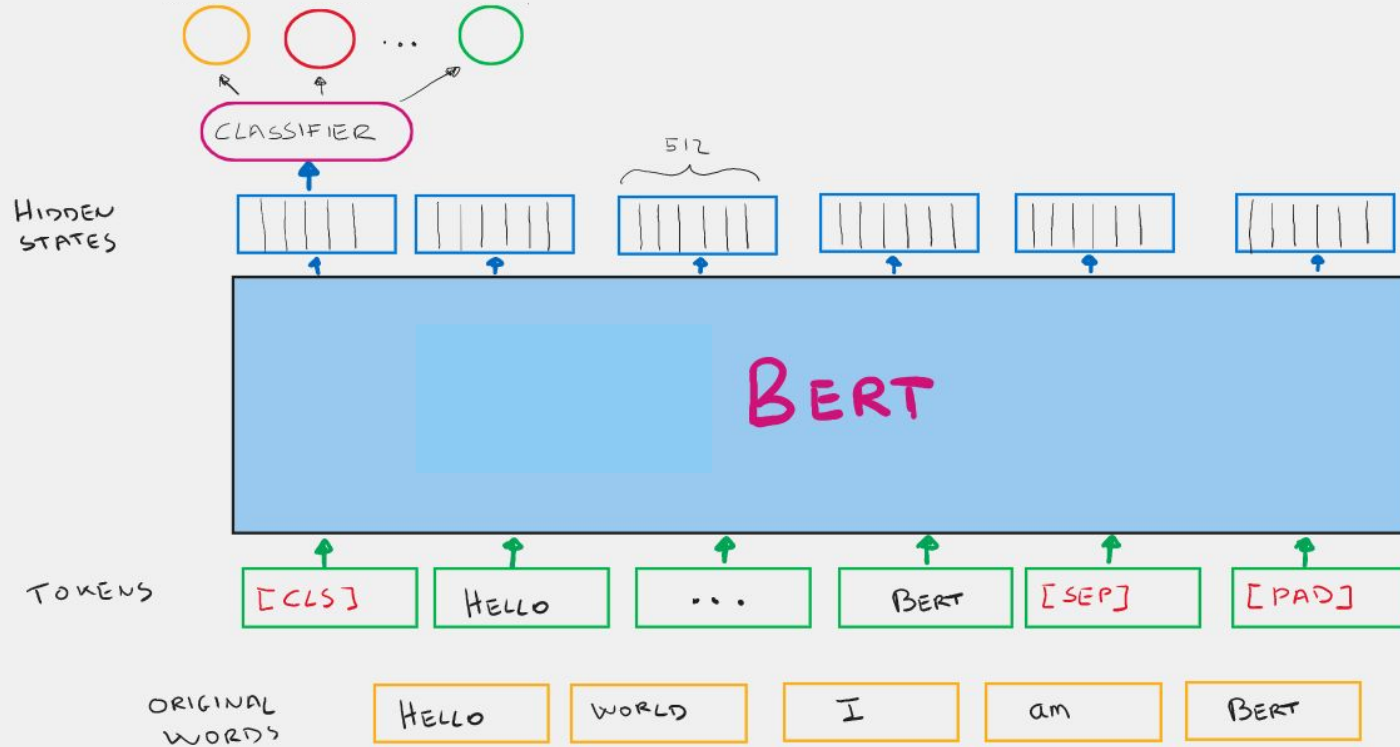 ...
CLASSIFIER
512
HIDDEN
STATES
BERT
TOKENS [CLS] HELLO ... BERT [SEP] [PAD]
ORIGINAL
WORDS
HELLO WORLD I am BERT